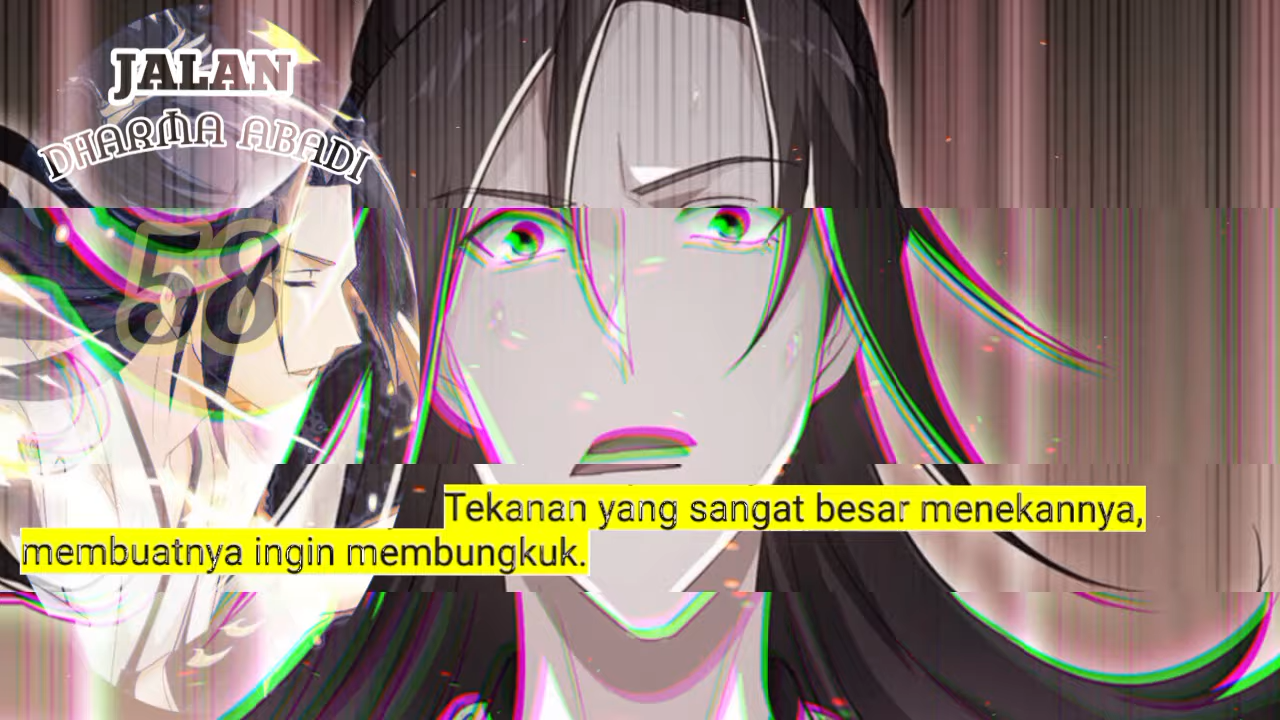 JALAN
DHARMA ABADI
58
Tekanan yang sangat besar menekannya,
membuatnya ingin membungkuk.